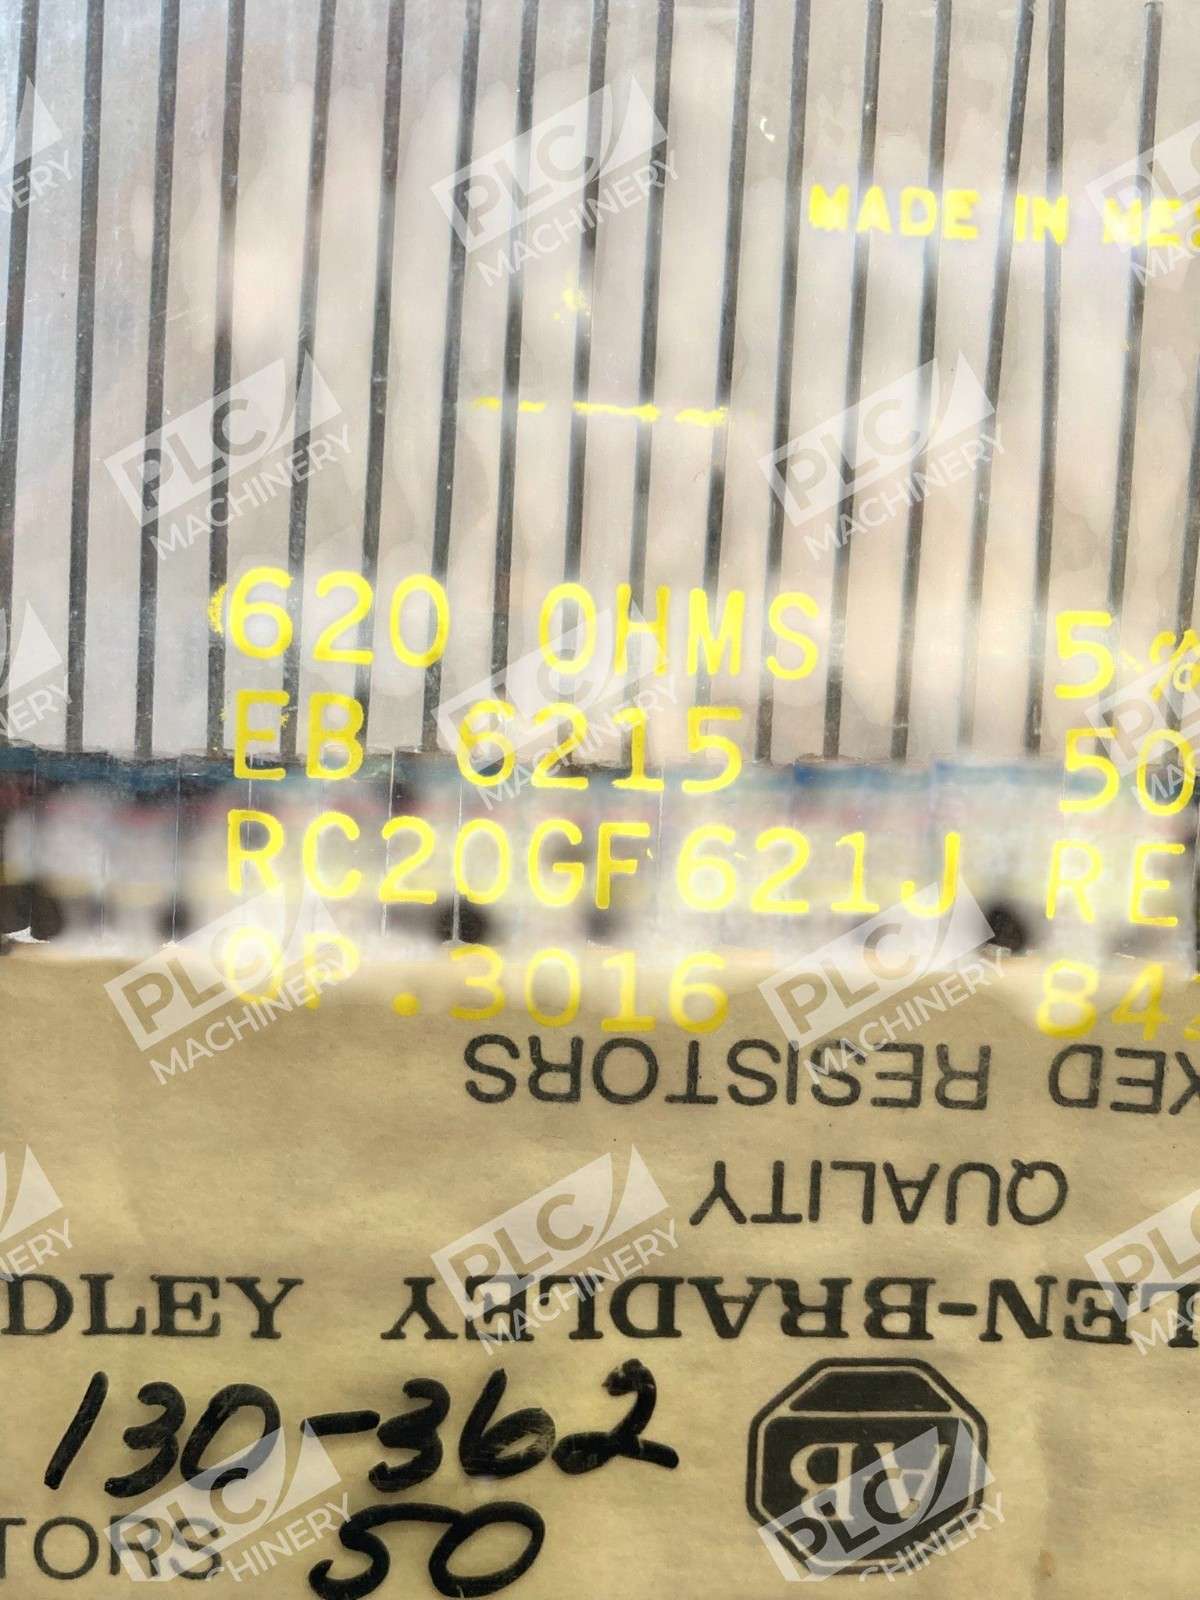 MADE IN ME
620 OHMS 5%
EB 6215 50
RC20GF621J RE
OP .3016 84
RESISTORS
QUALITY
DLEY
LEN-BRADLEY
130-362
AB
TORS
50
PLC MACHINERY